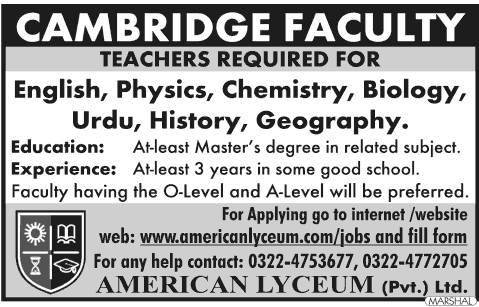 CAMBRIDGE FACULTY
TEACHERS REQUIRED FOR
English, Physics, Chemistry, Biology,
Urdu, History, Geography.
Education: At-least Master's degree in related subject.
Experience: At-least 3 years in some good school.
Faculty having the O-Level and A-Level will be preferred.
For Applying go to internet /website
web: www.americanlyceum.com/jobs and fill form
For any help contact: 0322-4753677, 0322-4772705
AMERICAN LYCEUM (Pvt.) Ltd.
MARSHAL